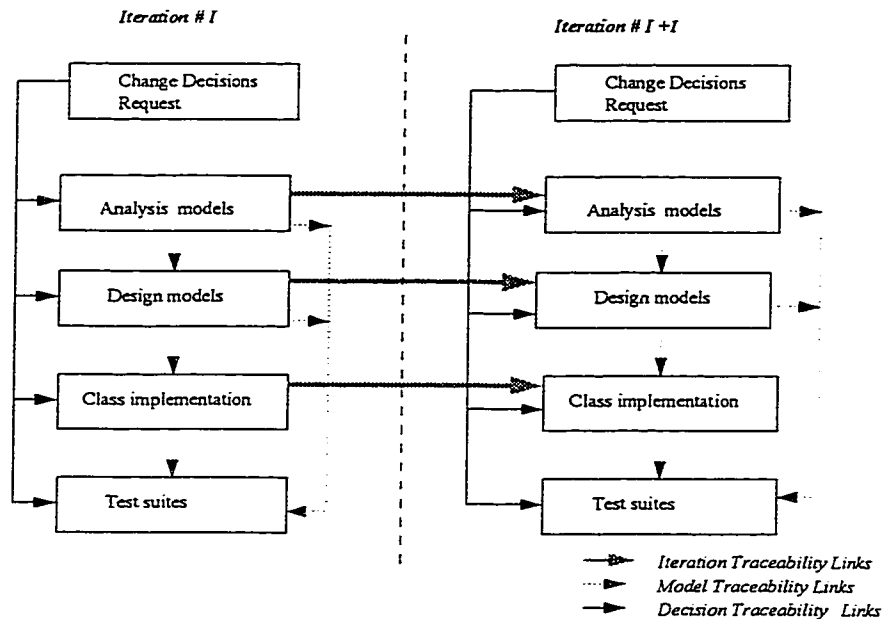 Iteration # I
Change Decisions
Request
Analysis models
Design models
Class implementation
Test suites
Iteration # I +I
Change Decisions
Request
Analysis models
Design models
Class implementation
Test suites
Iteration Traceability Links
Model Traceability Links
Decision Traceability Links